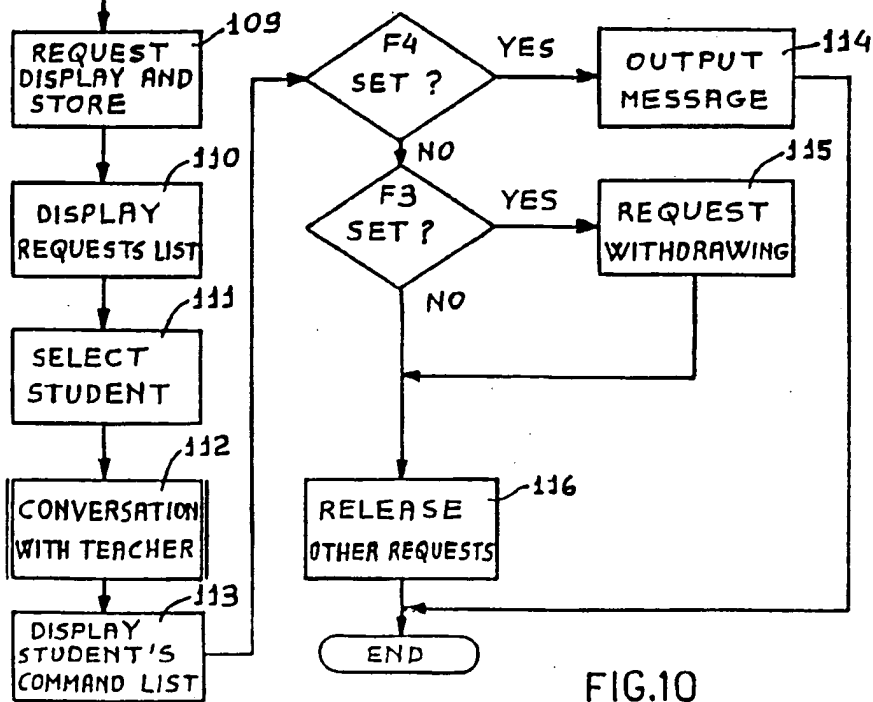 109
REQUEST
DISPLAY AND
STORE
110
DISPLAY
REQUESTS LIST
111
SELECT
STUDENT
112
CONVERSATION
WITH TEACHER
113
DISPLAY
STUDENT'S
COMMAND LIST
F4
SET ?
YES
NO
114
OUTPUT
MESSAGE
F3
SET ?
YES
NO
115
REQUEST
WITHDRAWING
116
RELEASE
OTHER REQUESTS
END
FIG.10